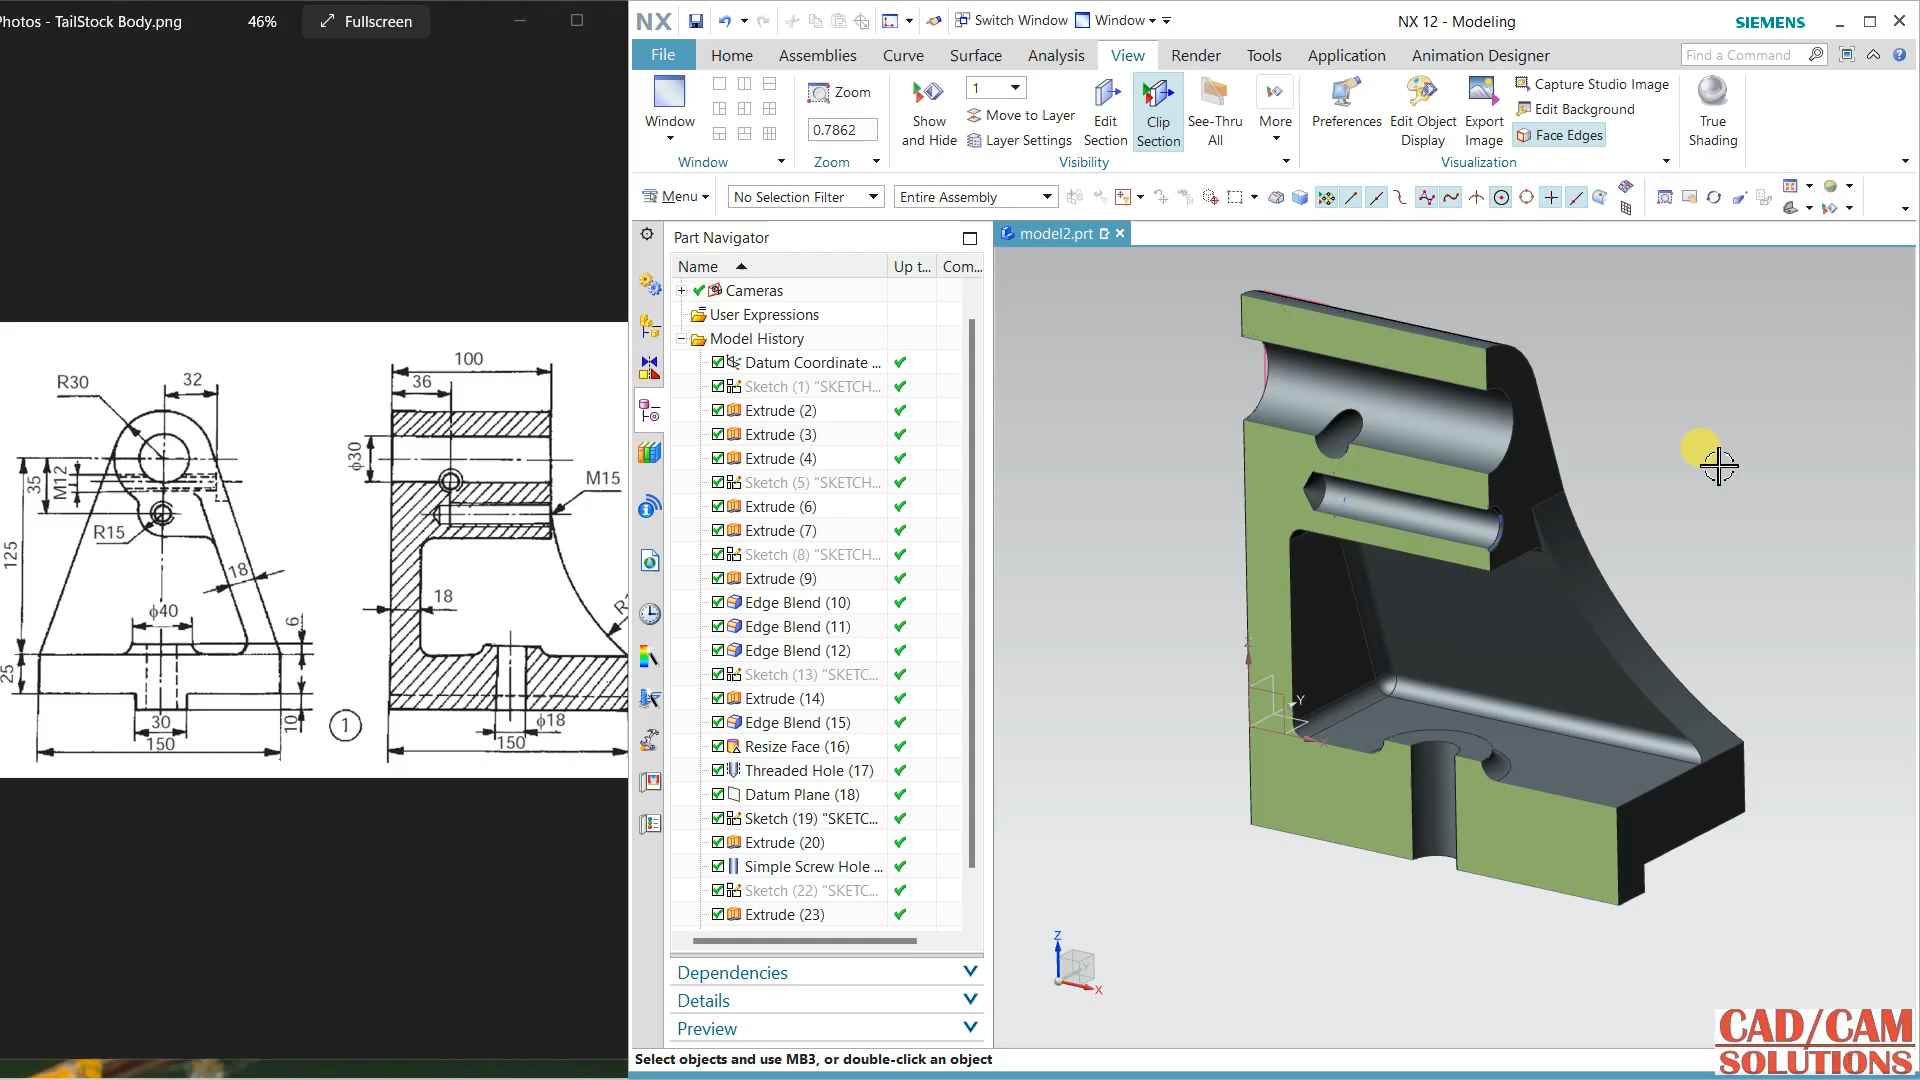 Photos - TailStock Body.png
46%
Fullscreen
NX
Switch Window
Window
NX 12 - Modeling
SIEMENS
File
Home
Assemblies
Curve
Surface
Analysis
View
Render
Tools
Application
Animation Designer
Find a Command
Window
Zoom
0.7862
Show and Hide
1
Move to Layer
Layer Settings
Edit Section
Clip Section
See-Thru All
More
Preferences
Edit Object Display
Export Image
Capture Studio Image
Edit Background
Face Edges
True Shading
Window
Zoom
Visibility
Visualization
Menu
No Selection Filter
Entire Assembly
Part Navigator
model2.prt
Name
Up t...
Com...
Cameras
User Expressions
Model History
Datum Coordinate ...
Sketch (1) "SKETCH...
Extrude (2)
Extrude (3)
Extrude (4)
Sketch (5) "SKETCH...
Extrude (6)
Extrude (7)
Sketch (8) "SKETCH...
Extrude (9)
Edge Blend (10)
Edge Blend (11)
Edge Blend (12)
Sketch (13) "SKETC...
Extrude (14)
Edge Blend (15)
Resize Face (16)
Threaded Hole (17)
Datum Plane (18)
Sketch (19) "SKETC...
Extrude (20)
Simple Screw Hole ...
Sketch (22) "SKETC...
Extrude (23)
Dependencies
Details
Preview
Select objects and use MB3, or double-click an object
R30
32
35
M12
R15
125
18
ϕ40
6
25
30
10
150
1
100
36
ϕ30
M15
18
R
ϕ18
150
Z
Y
X
Z
Y
X
CAD/CAM
SOLUTIONS